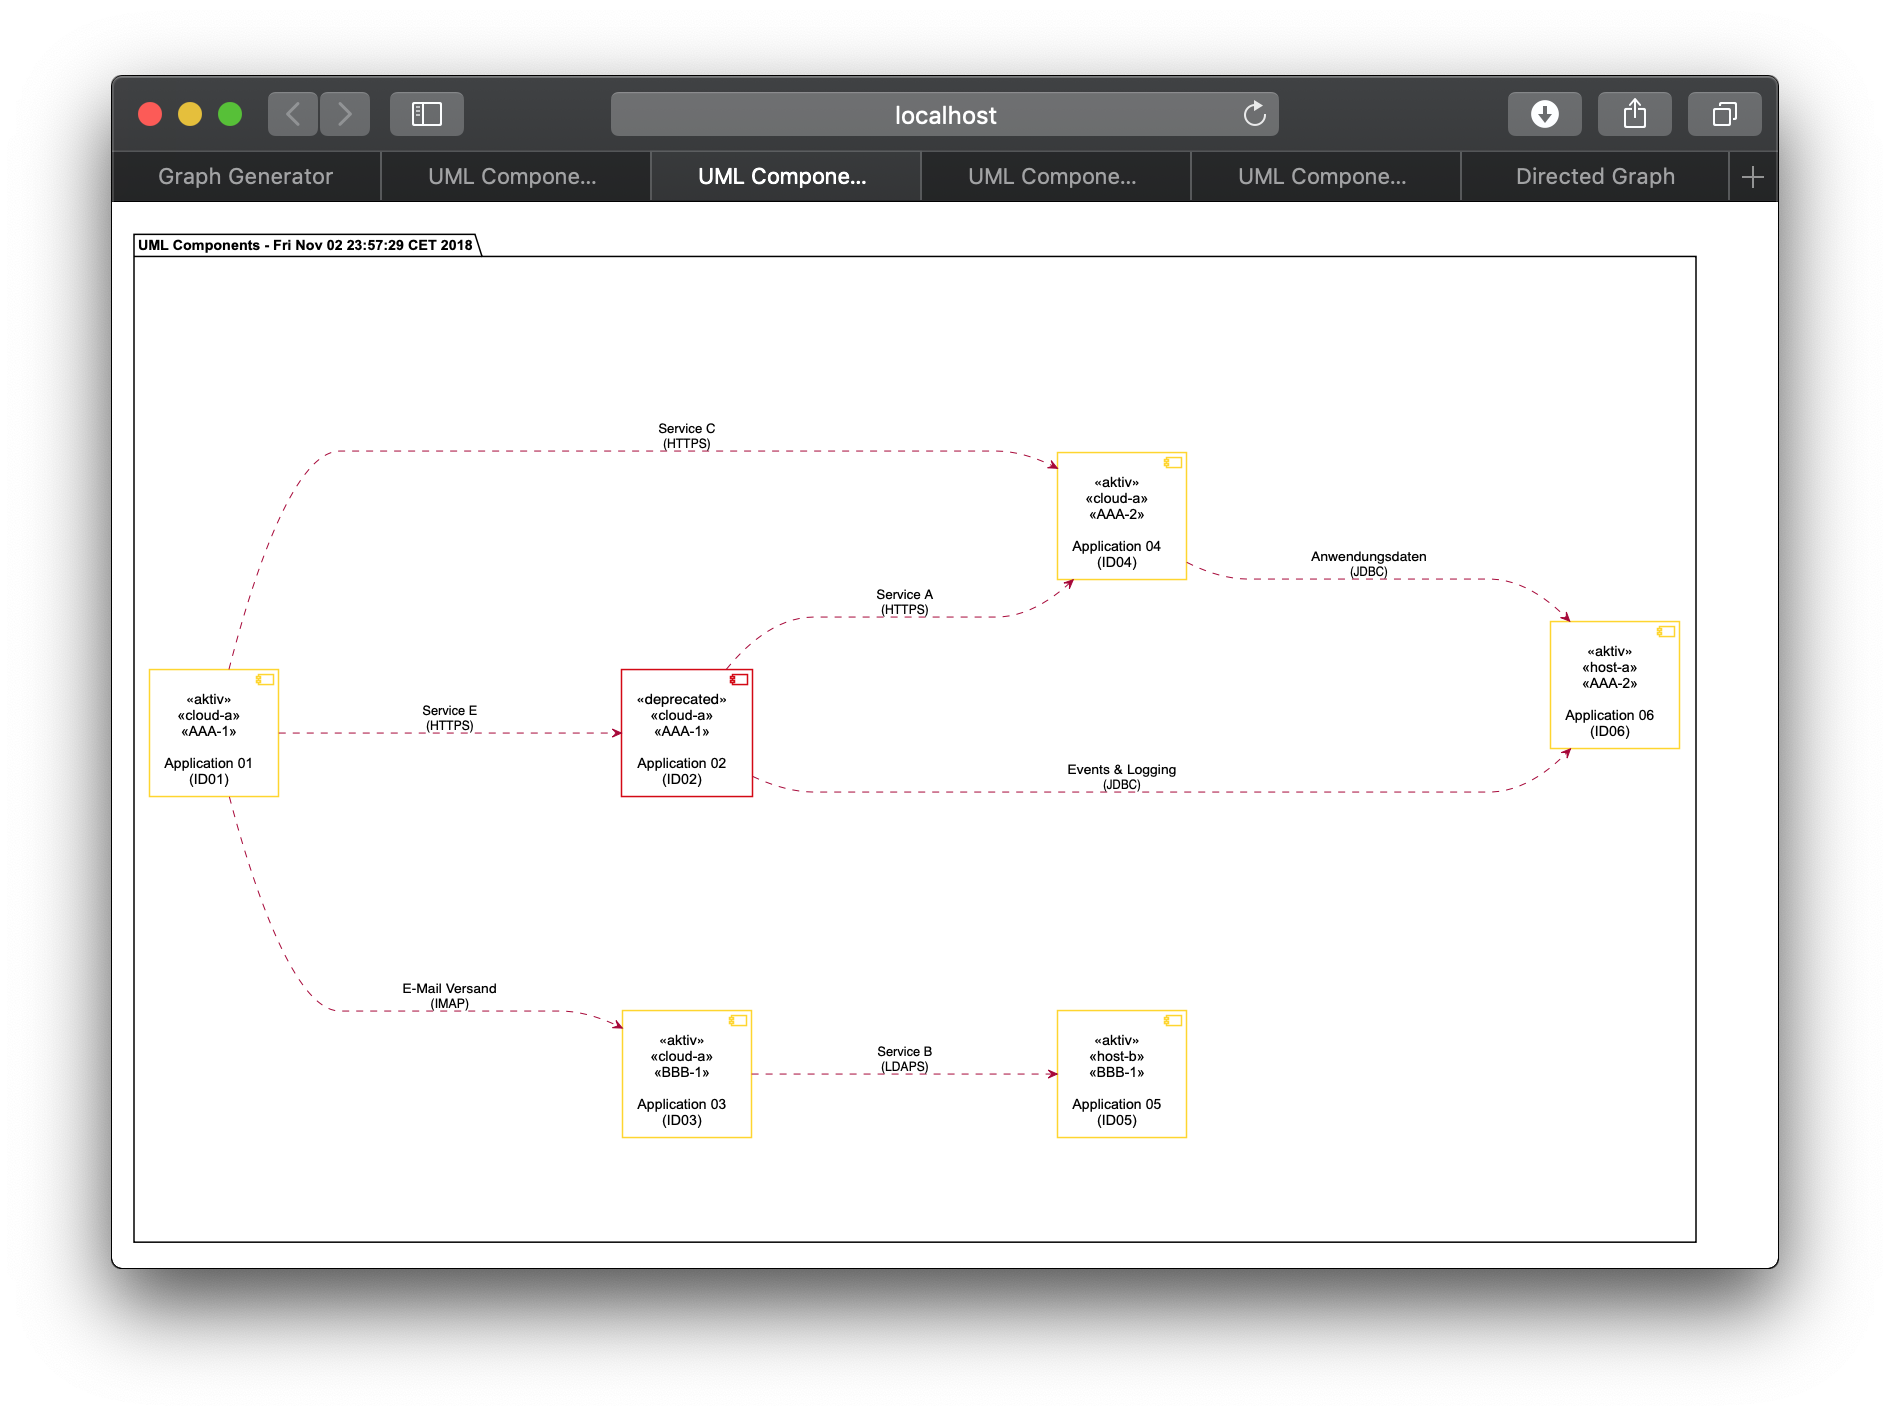 localhost
Graph Generator
UML Compone...
UML Compone...
UML Compone...
UML Compone...
Directed Graph
UML Components - Fri Nov 02 23:57:29 CET 2018
Service C
(HTTPS)
«aktiv»
«cloud-a»
«AAA-2»
Application 04
(ID04)
Anwendungsdaten
(JDBC)
Service A
(HTTPS)
«aktiv»
«host-a»
«AAA-2»
Application 06
(ID06)
«aktiv»
«cloud-a»
«AAA-1»
Application 01
(ID01)
Service E
(HTTPS)
«deprecated»
«cloud-a»
«AAA-1»
Application 02
(ID02)
Events & Logging
(JDBC)
E-Mail Versand
(IMAP)
«aktiv»
«cloud-a»
«BBB-1»
Application 03
(ID03)
Service B
(LDAPS)
«aktiv»
«host-b»
«BBB-1»
Application 05
(ID05)